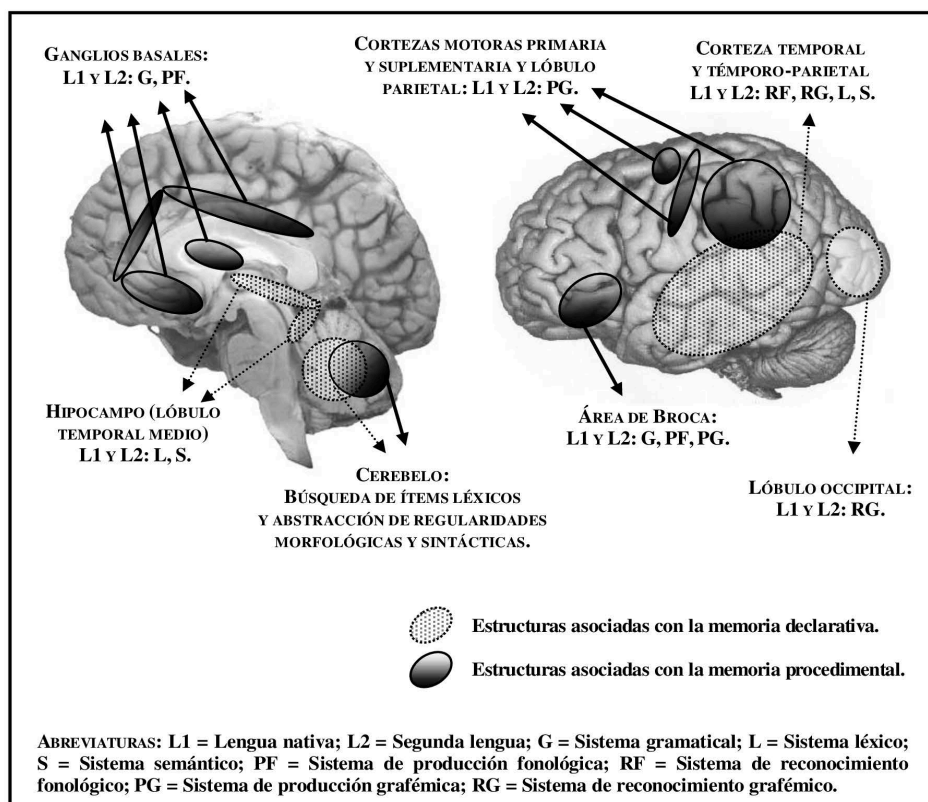 GANGLIOS BASALES:
L1 Y L2: G, PF.
CORTEZAS MOTORAS PRIMARIA
Y SUPLEMENTARIA Y LÓBULO
PARIETAL: L1 Y L2: PG.
CORTEZA TEMPORAL
Y TÉMPORO-PARIETAL
L1 Y L2: RF, RG, L, S.
HIPOCAMPO (LÓBULO
TEMPORAL MEDIO)
L1 Y L2: L, S.
CEREBELO:
BÚSQUEDA DE ÍTEMS LÉXICOS
Y ABSTRACCIÓN DE REGULARIDADES
MORFOLÓGICAS Y SINTÁCTICAS.
ÁREA DE BROCA:
L1 Y L2: G, PF, PG.
LÓBULO OCCIPITAL:
L1 Y L2: RG.
Estructuras asociadas con la memoria declarativa.
Estructuras asociadas con la memoria procedimental.
ABREVIATURAS: L1 = Lengua nativa; L2 = Segunda lengua; G = Sistema gramatical; L = Sistema léxico;
S = Sistema semántico; PF = Sistema de producción fonológica; RF = Sistema de reconocimiento
fonológico; PG = Sistema de producción grafémica; RG = Sistema de reconocimiento grafémico.